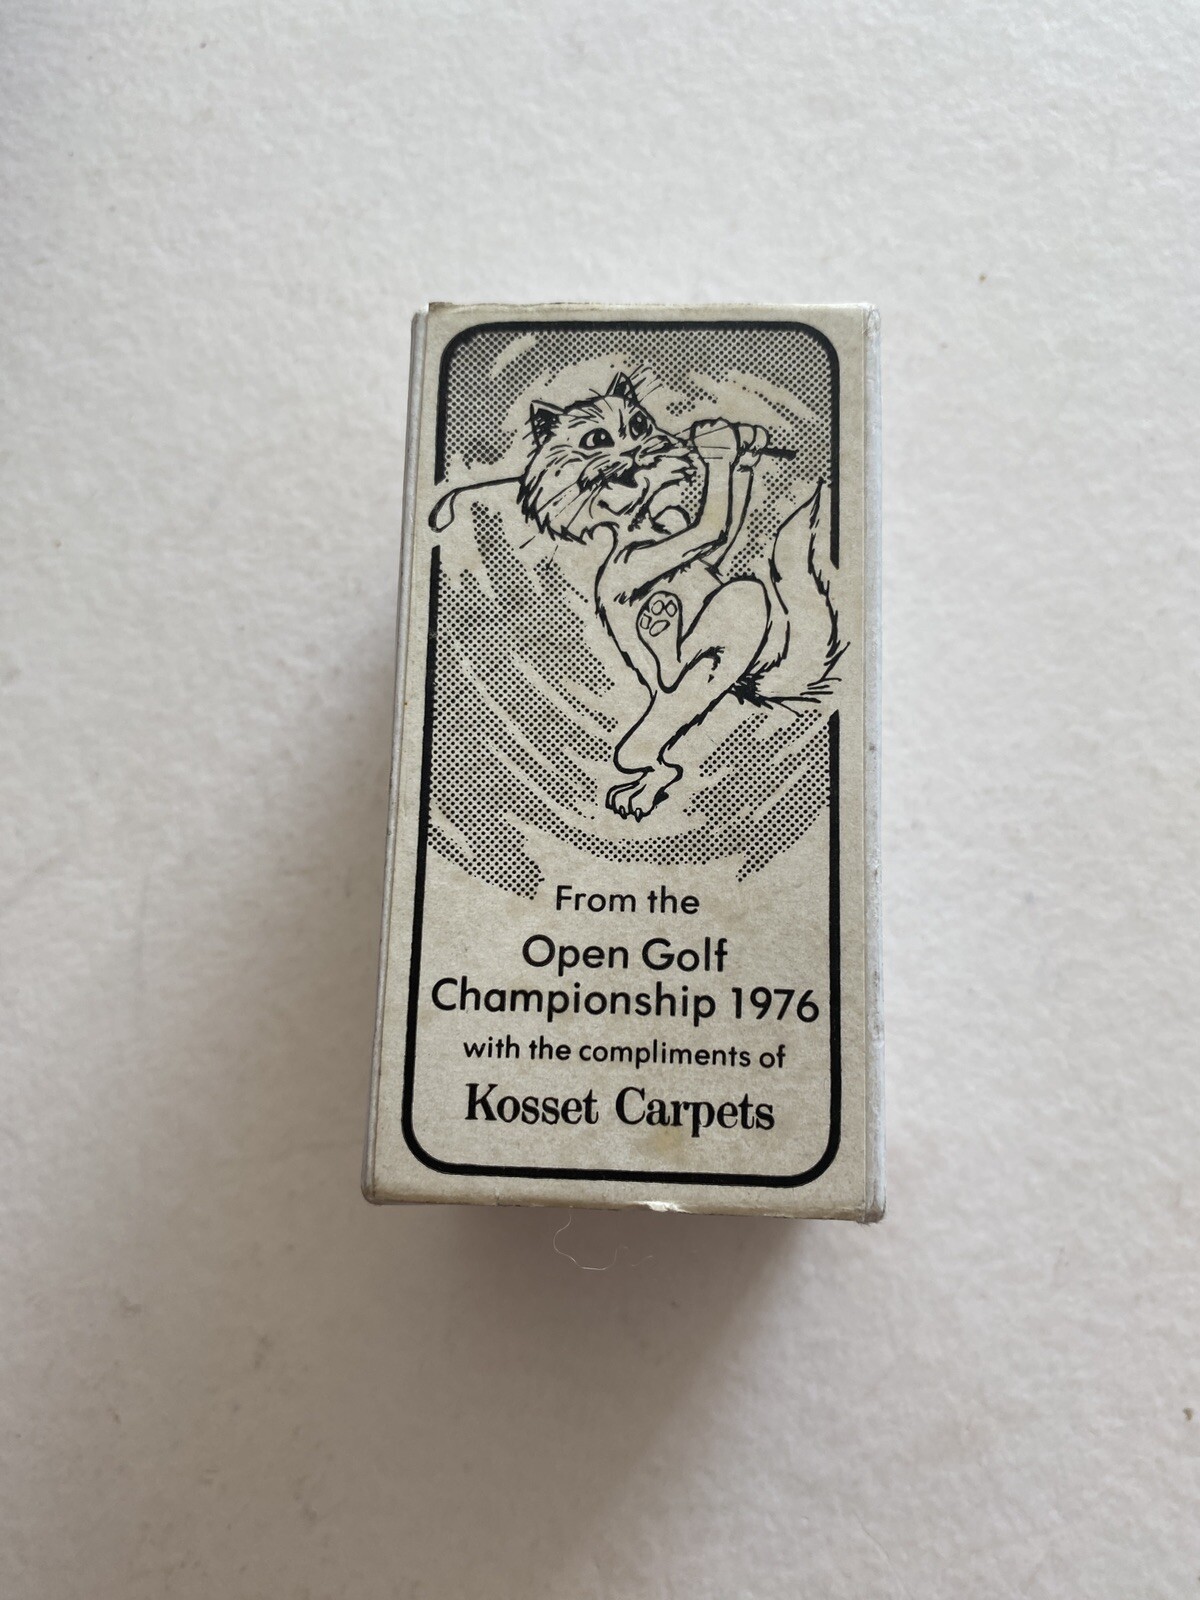 From the
Open Golf
Championship 1976
with the compliments of
Kosset Carpets